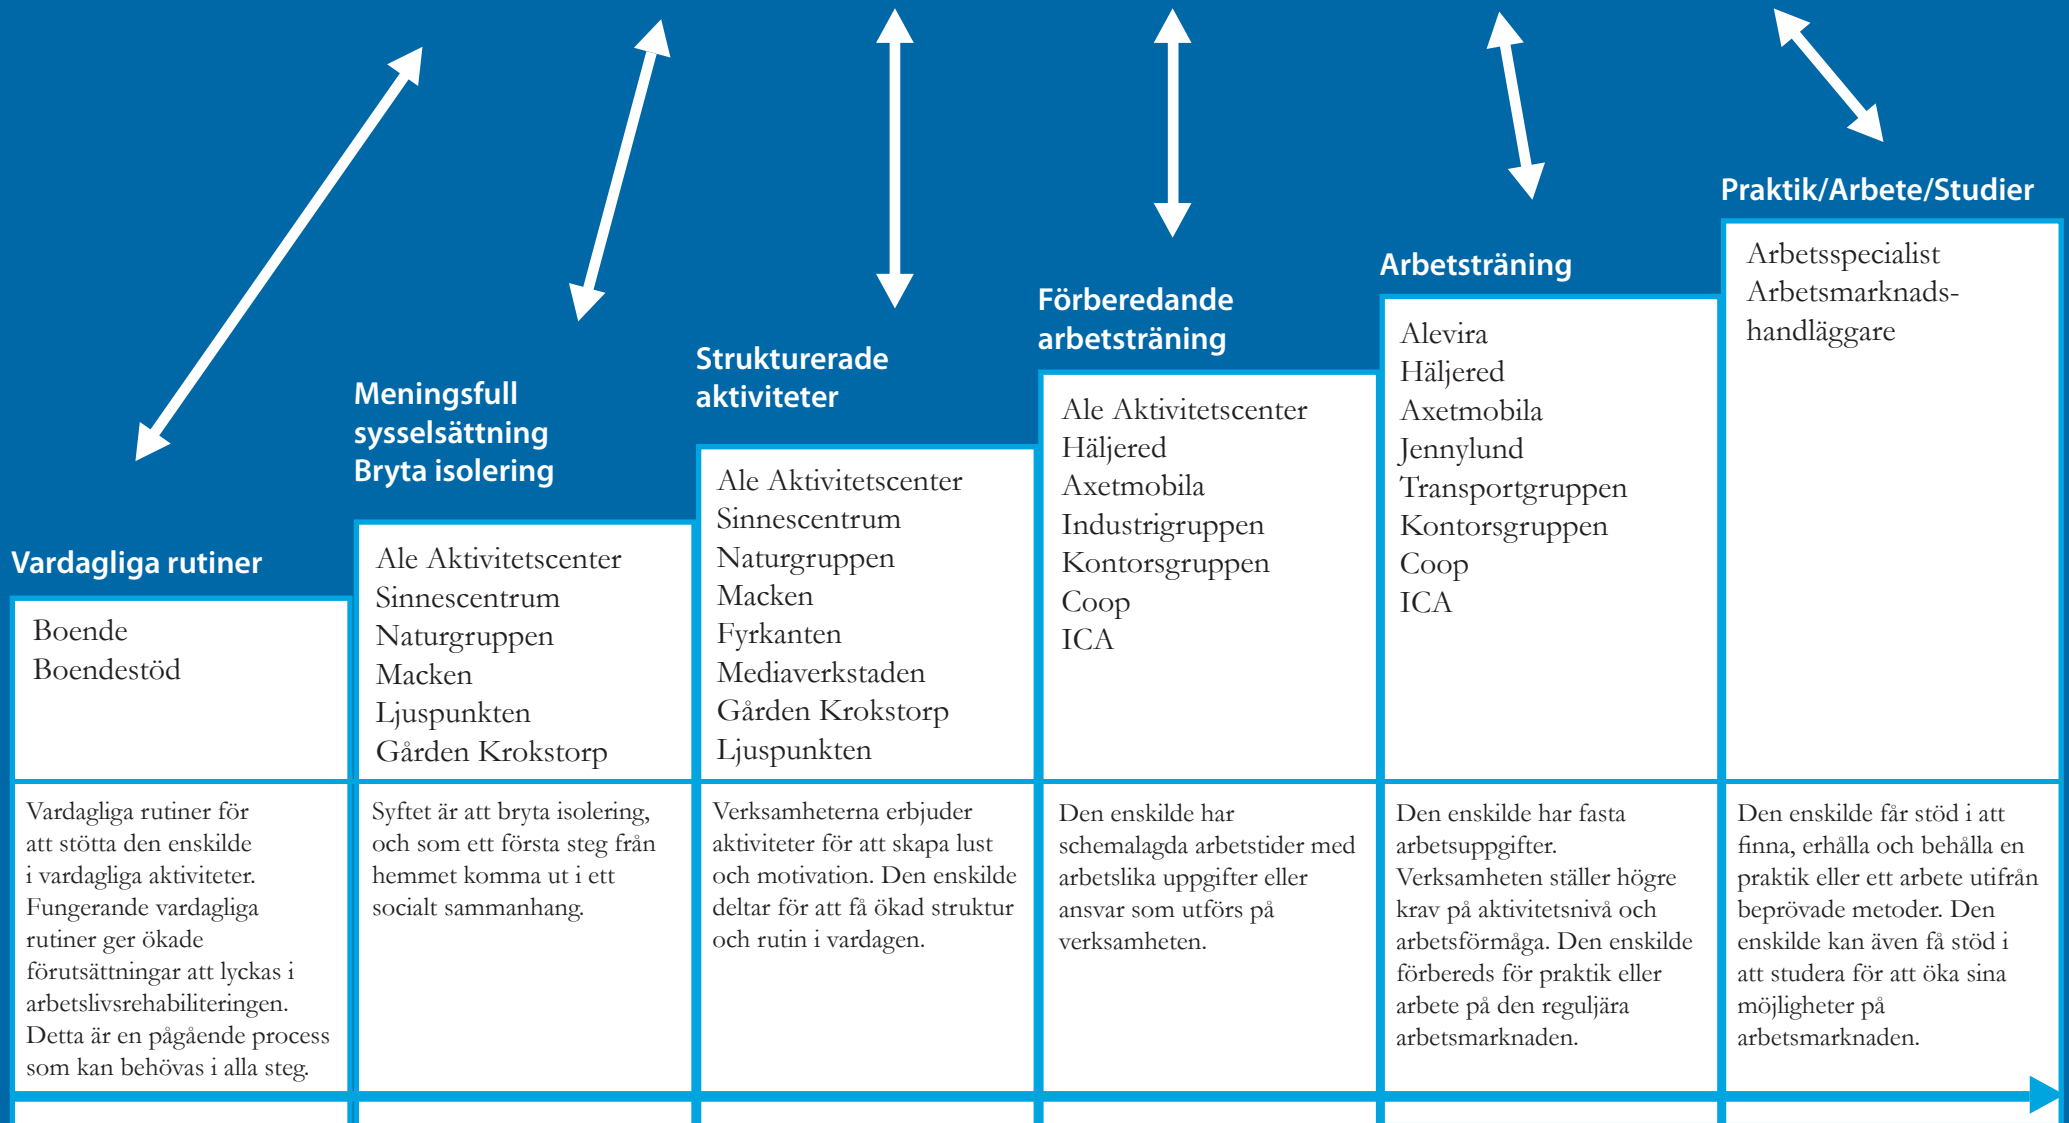 Vardagliga rutiner
Boende
Boendestöd
Vardagliga rutiner för
att stötta den enskilde
i vardagliga aktiviteter.
Fungerande vardagliga
rutiner ger ökade
förutsättningar att lyckas i
arbetslivsrehabiliteringen.
Detta är en pågående process
som kan behövas i alla steg.
Meningsfull
sysselsättning
Bryta isolering
Ale Aktivitetscenter
Sinnescentrum
Naturgruppen
Macken
Ljuspunkten
Gården Krokstorp
Syftet är att bryta isolering,
och som ett första steg från
hemmet komma ut i ett
socialt sammanhang.
Strukturerade
aktiviteter
Ale Aktivitetscenter
Sinnescentrum
Naturgruppen
Macken
Fyrkanten
Mediaverkstaden
Gården Krokstorp
Ljuspunkten
Verksamheterna erbjuder
aktiviteter för att skapa lust
och motivation. Den enskilde
deltar för att få ökad struktur
och rutin i vardagen.
Förberedande
arbetsträning
Ale Aktivitetscenter
Häljered
Axetmobila
Industrigruppen
Kontorsgruppen
Coop
ICA
Den enskilde har
schemalagda arbetstider med
arbetslika uppgifter eller
ansvar som utförs på
verksamheten.
Arbetsträning
Alevira
Häljered
Axetmobila
Jennylund
Transportgruppen
Kontorsgruppen
Coop
ICA
Den enskilde har fasta
arbetsuppgifter.
Verksamheten ställer högre
krav på aktivitetsnivå och
arbetsförmåga. Den enskilde
förbereds för praktik eller
arbete på den reguljära
arbetsmarknaden.
Praktik/Arbete/Studier
Arbetsspecialist
Arbetsmarknads-
handläggare
Den enskilde får stöd i att
finna, erhålla och behålla en
praktik eller ett arbete utifrån
beprövade metoder. Den
enskilde kan även få stöd i
att studera för att öka sina
möjligheter på
arbetsmarknaden.